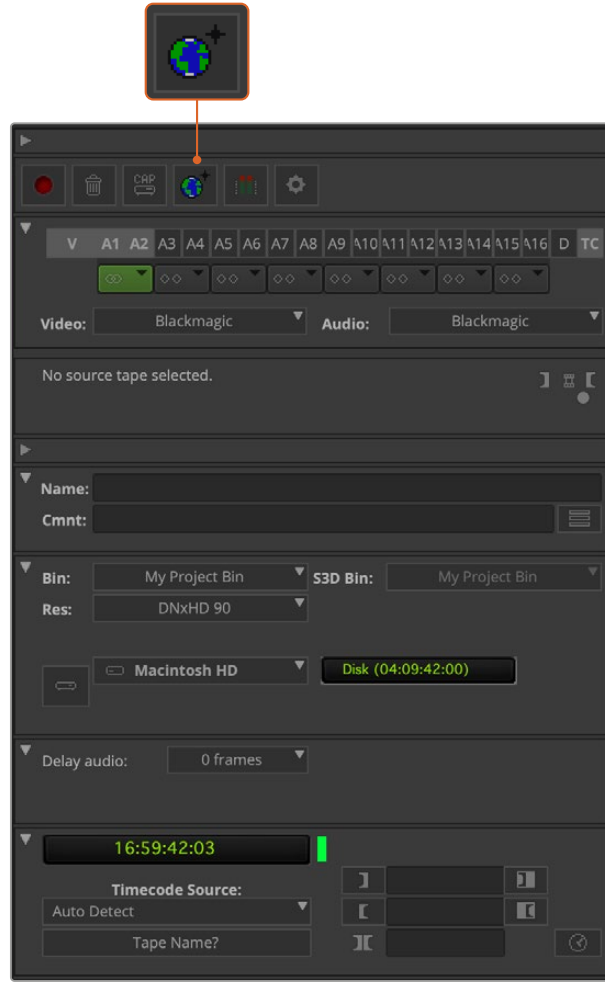 CAP
V A1 A2 A3 A4 A5 A6 A7 A8 A9 A10 A11 A12 A13 A14 A15 A16 D TC
Video: Blackmagic Audio: Blackmagic
No source tape selected.
Name:
Cmnt:
Bin: My Project Bin S3D Bin: My Project Bin
Res: DNxHD 90
Macintosh HD Disk (04:09:42:00)
Delay audio: 0 frames
16:59:42:03
Timecode Source:
Auto Detect
Tape Name?